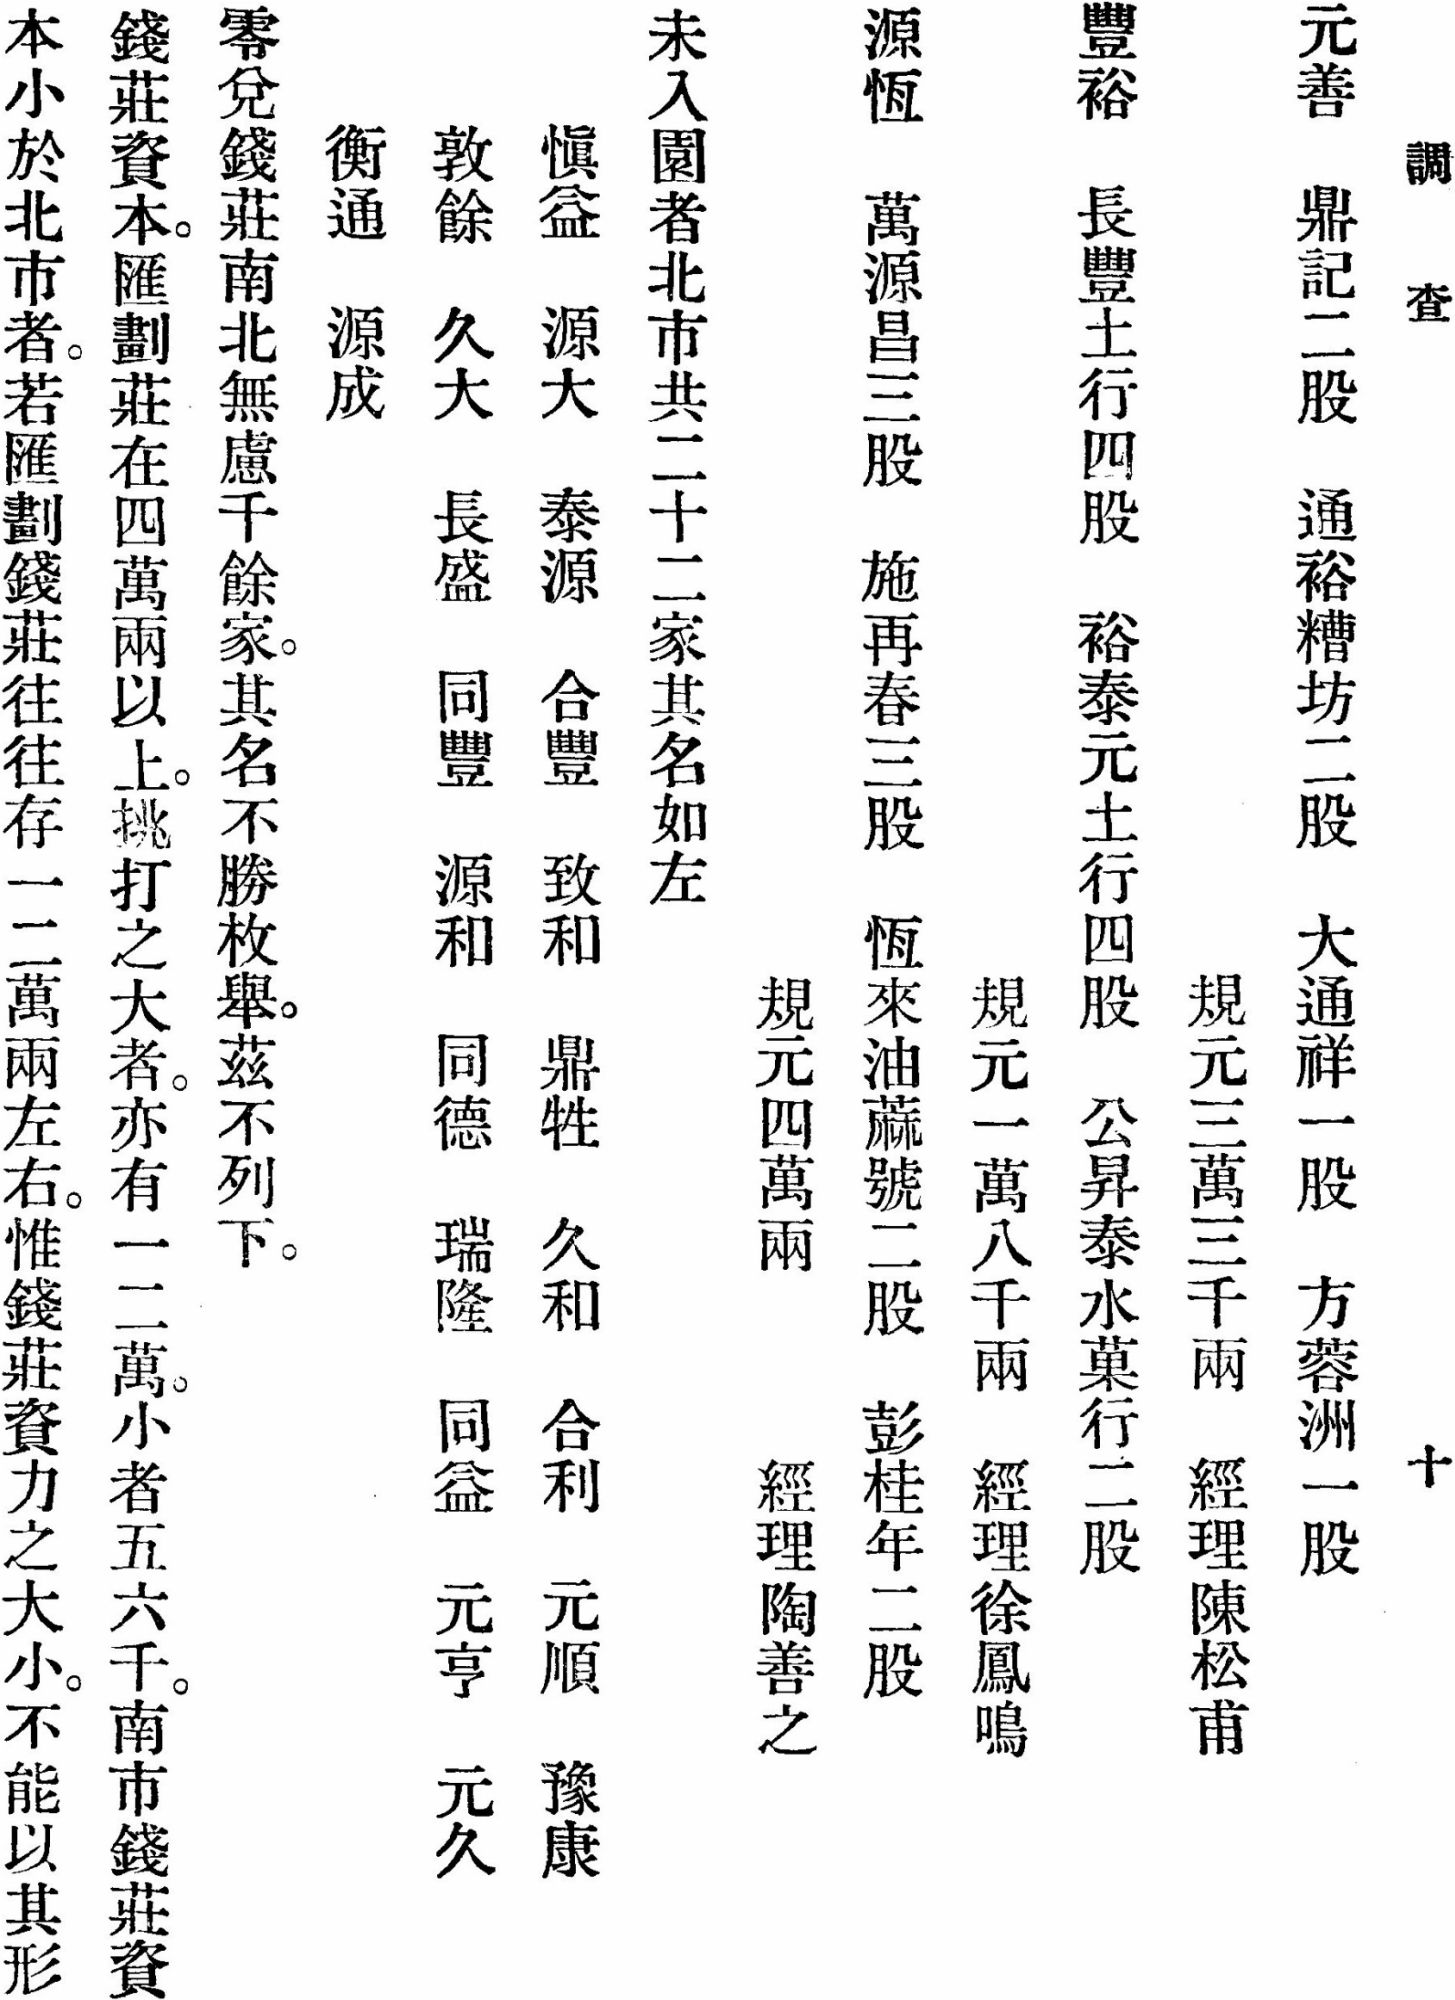 調查　十
元善　鼎記二股　通裕糟坊二股　大通祥一股　方蓉洲一股
規元三萬三千兩　經理陳松甫
豐裕　長豐土行四股　裕泰元土行四股　公昇泰水菓行二股
規元一萬八千兩　經理徐鳳鳴
源恆　萬源昌三股　施再春三股　恆來油蔴號二股　彭桂年二股
規元四萬兩　經理陶善之
未入園者北市共二十二家其名如左
愼益　源大　泰源　合豐　致和　鼎甡　久和　合利　元順　豫康
敦餘　久大　長盛　同豐　源和　同德　瑞隆　同益　元亨　元久
衡通　源成
零兌錢莊南北無慮千餘家。其名不勝枚舉。茲不列下。
錢莊資本。匯劃莊在四萬兩以上。挑打之大者。亦有一二萬。小者五六千。南市錢莊資
本小於北市者。若匯劃錢莊往往存一二萬兩左右。惟錢莊資力之大小。不能以其形